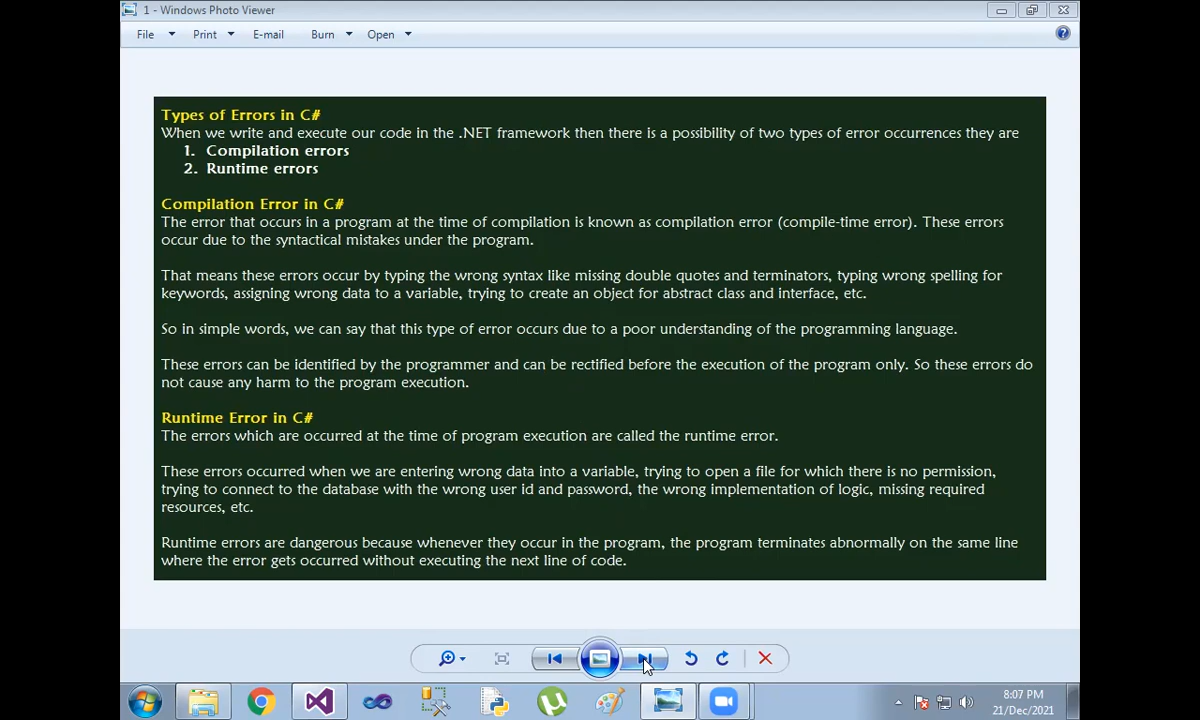 1 - Windows Photo Viewer
File Print E-mail Burn Open
Types of Errors in C#
When we write and execute our code in the .NET framework then there is a possibility of two types of error occurrences they are
1. Compilation errors
2. Runtime errors
Compilation Error in C#
The error that occurs in a program at the time of compilation is known as compilation error (compile-time error). These errors
occur due to the syntactical mistakes under the program.
That means these errors occur by typing the wrong syntax like missing double quotes and terminators, typing wrong spelling for
keywords, assigning wrong data to a variable, trying to create an object for abstract class and interface, etc.
So in simple words, we can say that this type of error occurs due to a poor understanding of the programming language.
These errors can be identified by the programmer and can be rectified before the execution of the program only. So these errors do
not cause any harm to the program execution.
Runtime Error in C#
The errors which are occurred at the time of program execution are called the runtime error.
These errors occurred when we are entering wrong data into a variable, trying to open a file for which there is no permission,
trying to connect to the database with the wrong user id and password, the wrong implementation of logic, missing required
resources, etc.
Runtime errors are dangerous because whenever they occur in the program, the program terminates abnormally on the same line
where the error gets occurred without executing the next line of code.
8:07 PM
21/Dec/2021